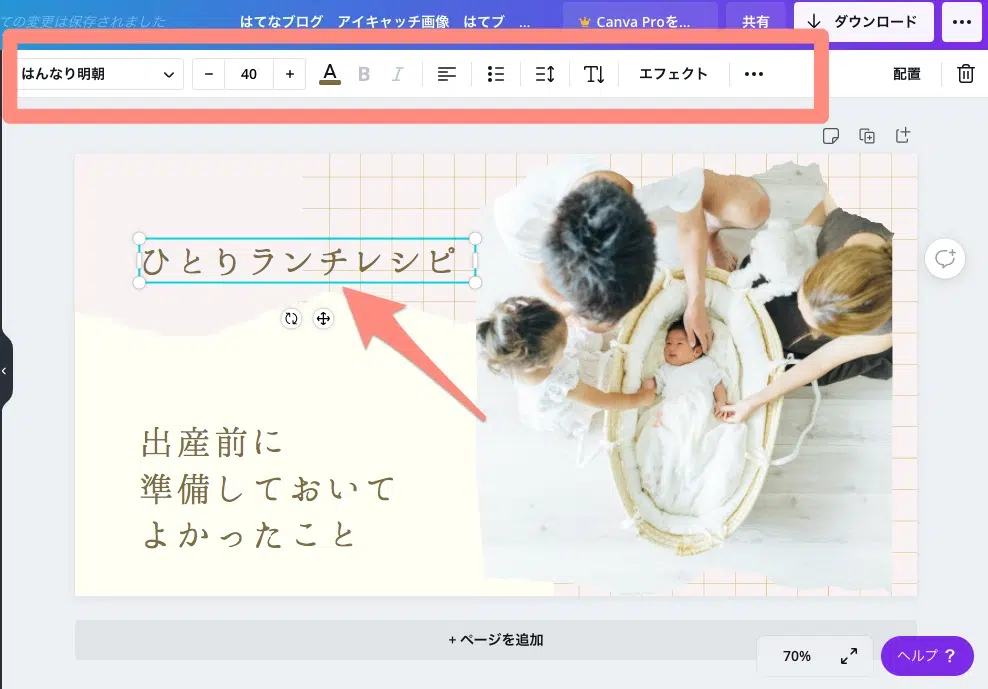 ての変更は保存されました
はてなブログ アイキャッチ画像 はてブ ...
Canva Proを...
共有
ダウンロード
はんなり明朝
− 40 +
A B I
エフェクト
配置
ひとりランチレシピ
出産前に
準備しておいて
よかったこと
+ ページを追加
70%
ヘルプ ?